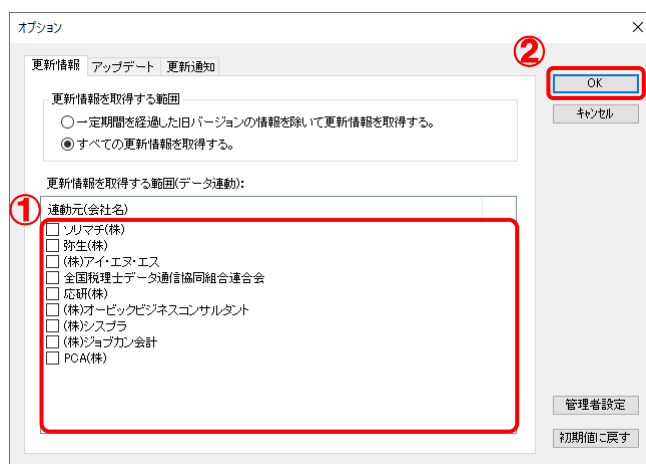 オプション
更新情報 アップデート 更新通知
②
OK
キャンセル
更新情報を取得する範囲
一定期間を経過した旧バージョンの情報を除いて更新情報を取得する。
すべての更新情報を取得する。
更新情報を取得する範囲(データ連動):
①
連動元(会社名)
ソリマチ(株)
弥生(株)
(株)アイ・エヌ・エス
全国税理士データ通信協同組合連合会
応研(株)
(株)オービックビジネスコンサルタント
(株)シスプラ
(株)ジョブカン会計
PCA(株)
管理者設定
初期値に戻す